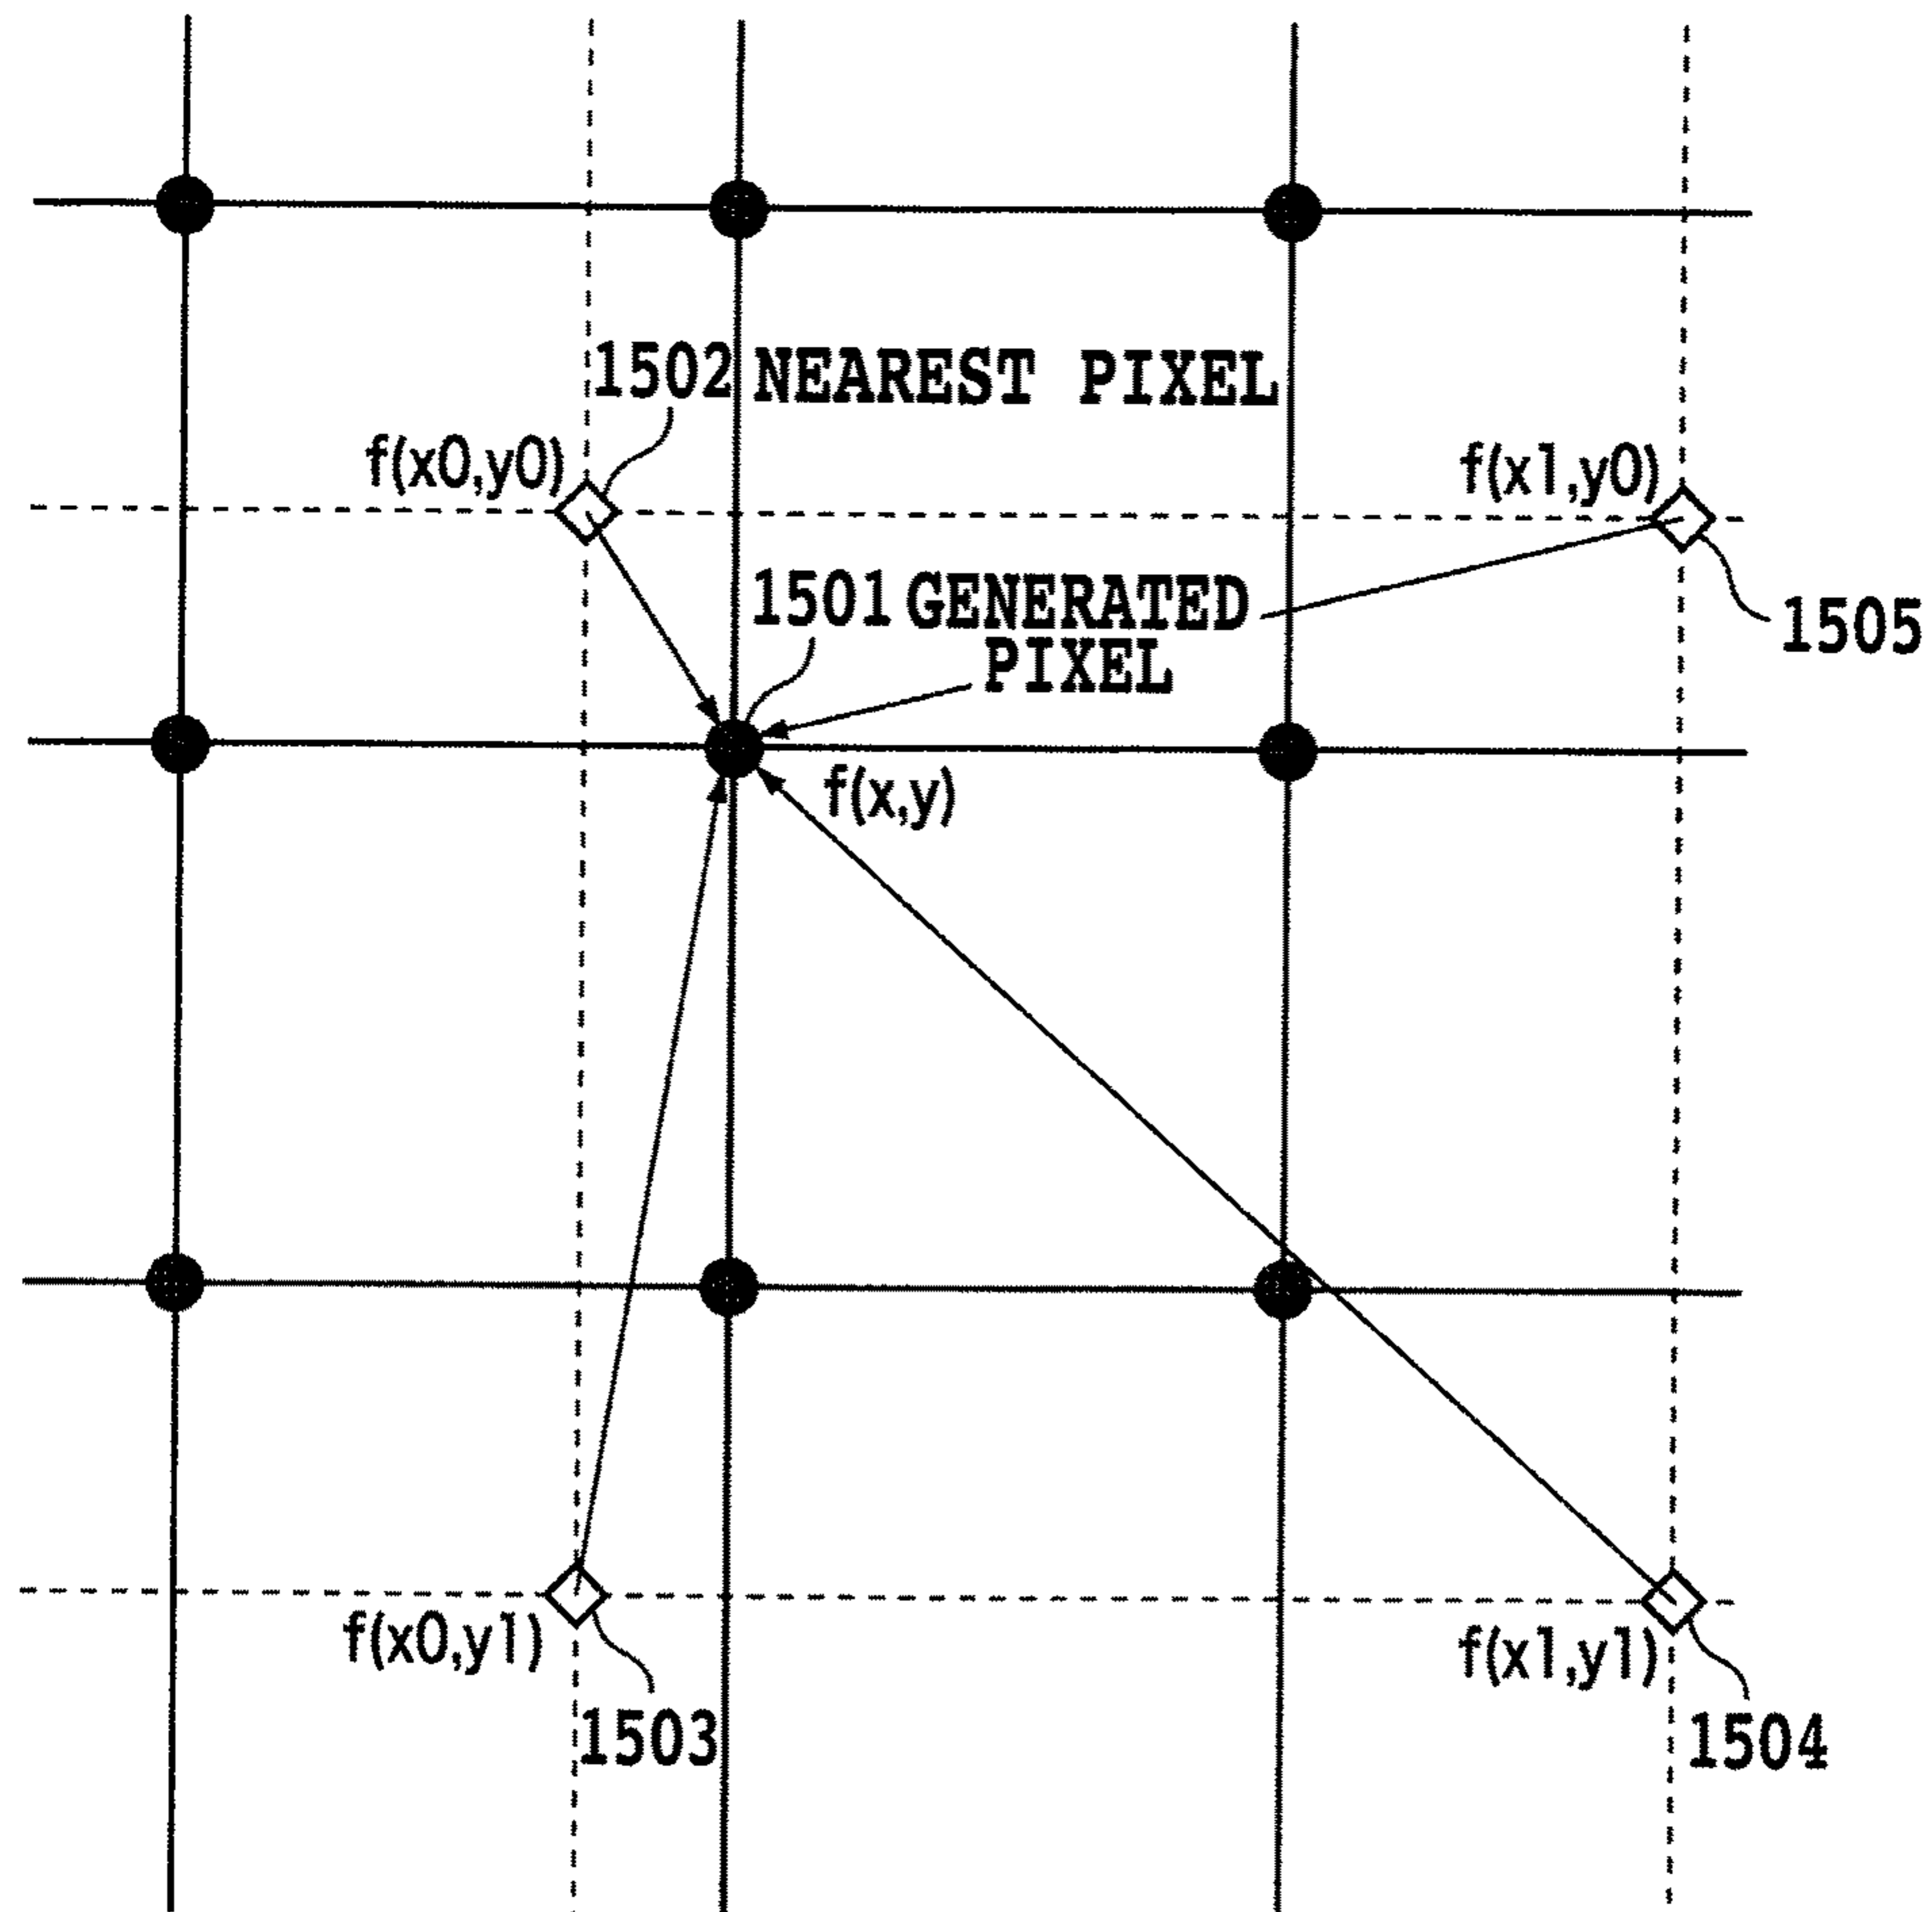 1502 NEAREST PIXEL
f(x0,y0)
f(x1,y0)
1501 GENERATED
PIXEL
1505
f(x,y)
f(x0,y1)
f(x1,y1)
1503
1504